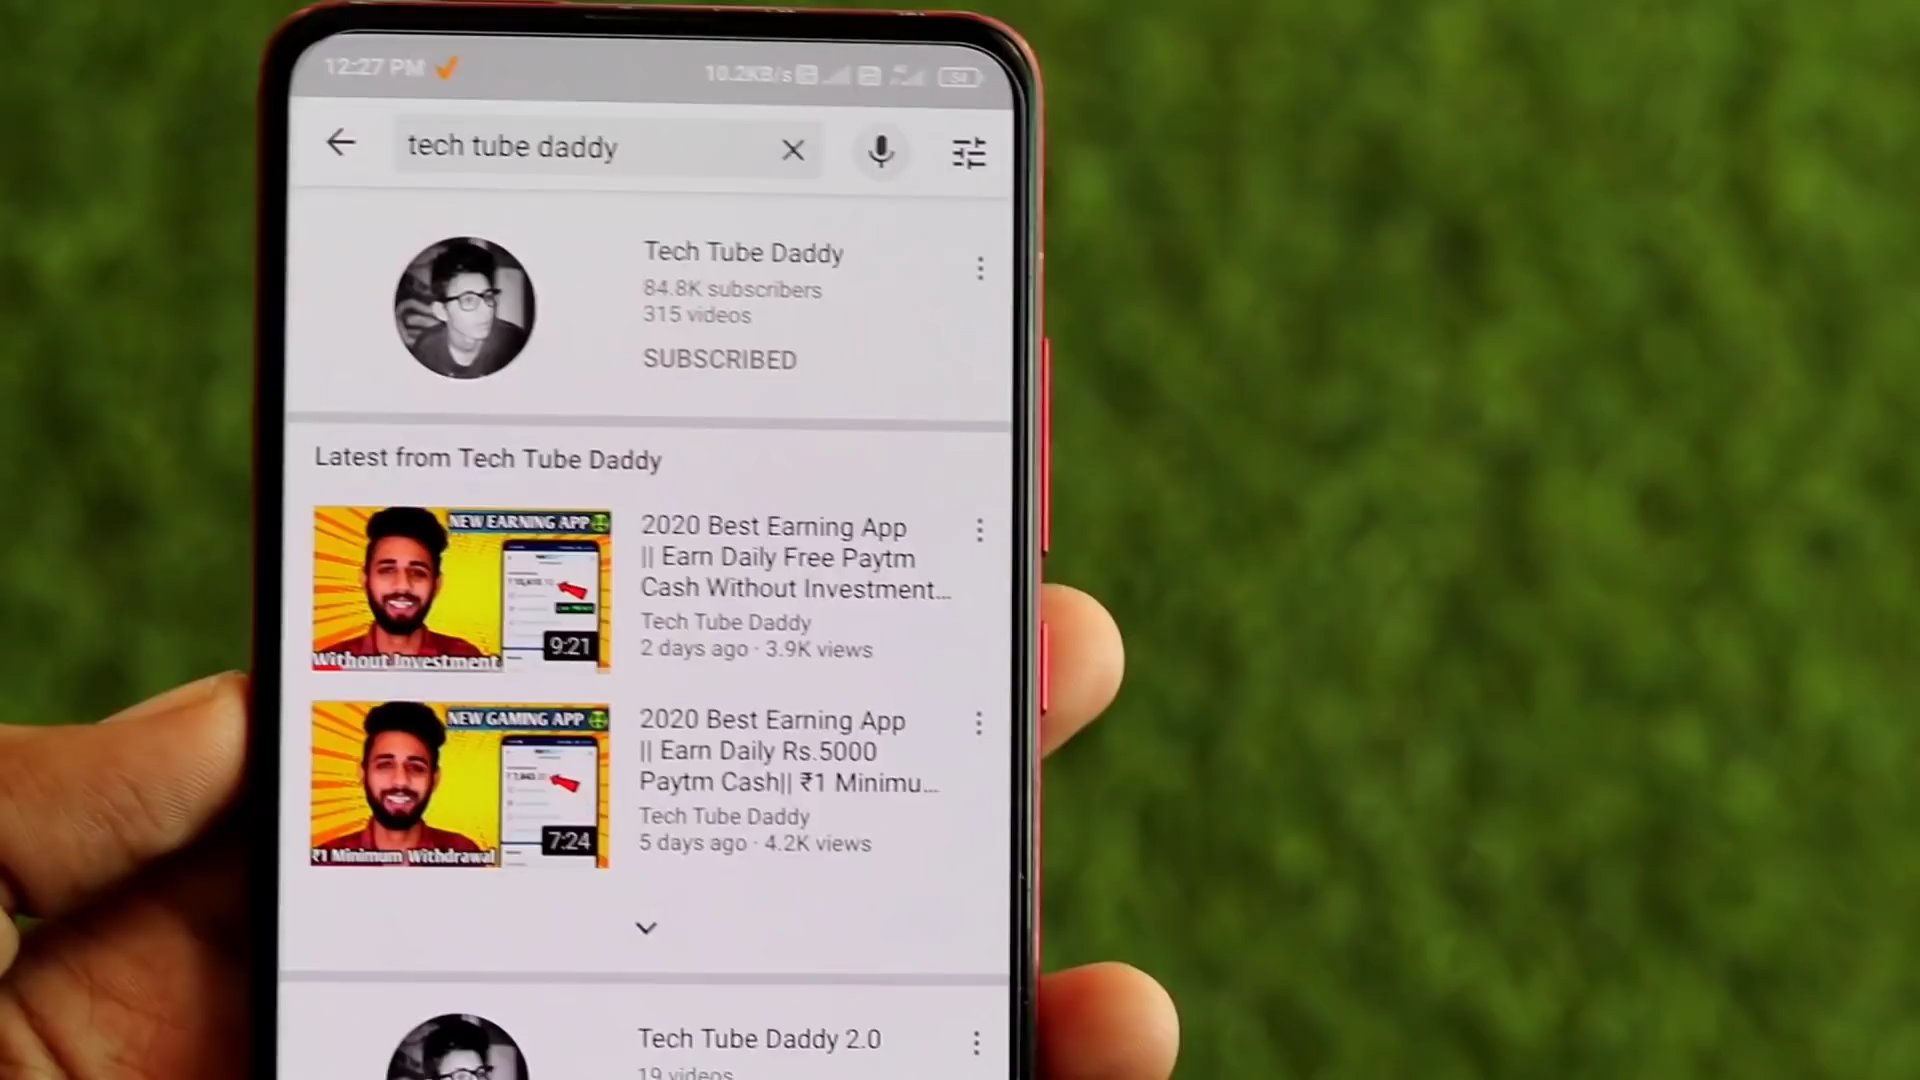 12:27 PM
10.2KB/s
54
tech tube daddy
Tech Tube Daddy
84.8K subscribers
315 videos
SUBSCRIBED
Latest from Tech Tube Daddy
NEW EARNING APP
9:21
Without Investment
2020 Best Earning App
|| Earn Daily Free Paytm
Cash Without Investment...
Tech Tube Daddy
2 days ago · 3.9K views
NEW GAMING APP
7:24
₹1 Minimum Withdrawal
2020 Best Earning App
|| Earn Daily Rs.5000
Paytm Cash|| ₹1 Minimu...
Tech Tube Daddy
5 days ago · 4.2K views
Tech Tube Daddy 2.0
19 videos